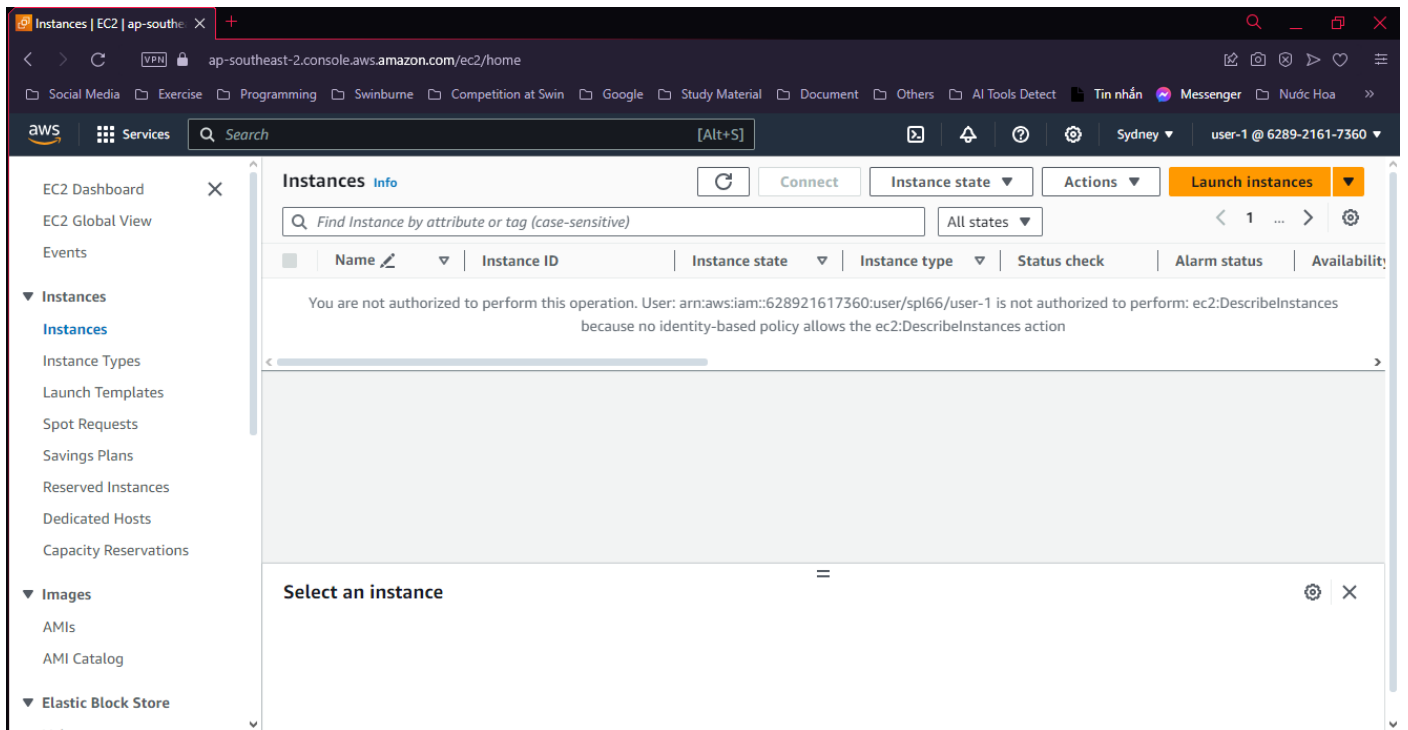 Instances | EC2 | ap-southe
VPN ap-southeast-2.console.aws.amazon.com/ec2/home
Social Media Exercise Programming Swinburne Competition at Swin Google Study Material Document Others AI Tools Detect Tin nhắn Messenger Nước Hoa »
aws Services Search [Alt+S] Sydney user-1 @ 6289-2161-7360
EC2 Dashboard
EC2 Global View
Events
Instances
Instances
Instance Types
Launch Templates
Spot Requests
Savings Plans
Reserved Instances
Dedicated Hosts
Capacity Reservations
Images
AMIs
AMI Catalog
Elastic Block Store
Instances Info Connect Instance state Actions Launch instances
Find Instance by attribute or tag (case-sensitive) All states 1 ...
Name Instance ID Instance state Instance type Status check Alarm status Availability
You are not authorized to perform this operation. User: arn:aws:iam::628921617360:user/spl66/user-1 is not authorized to perform: ec2:DescribeInstances
because no identity-based policy allows the ec2:DescribeInstances action
Select an instance